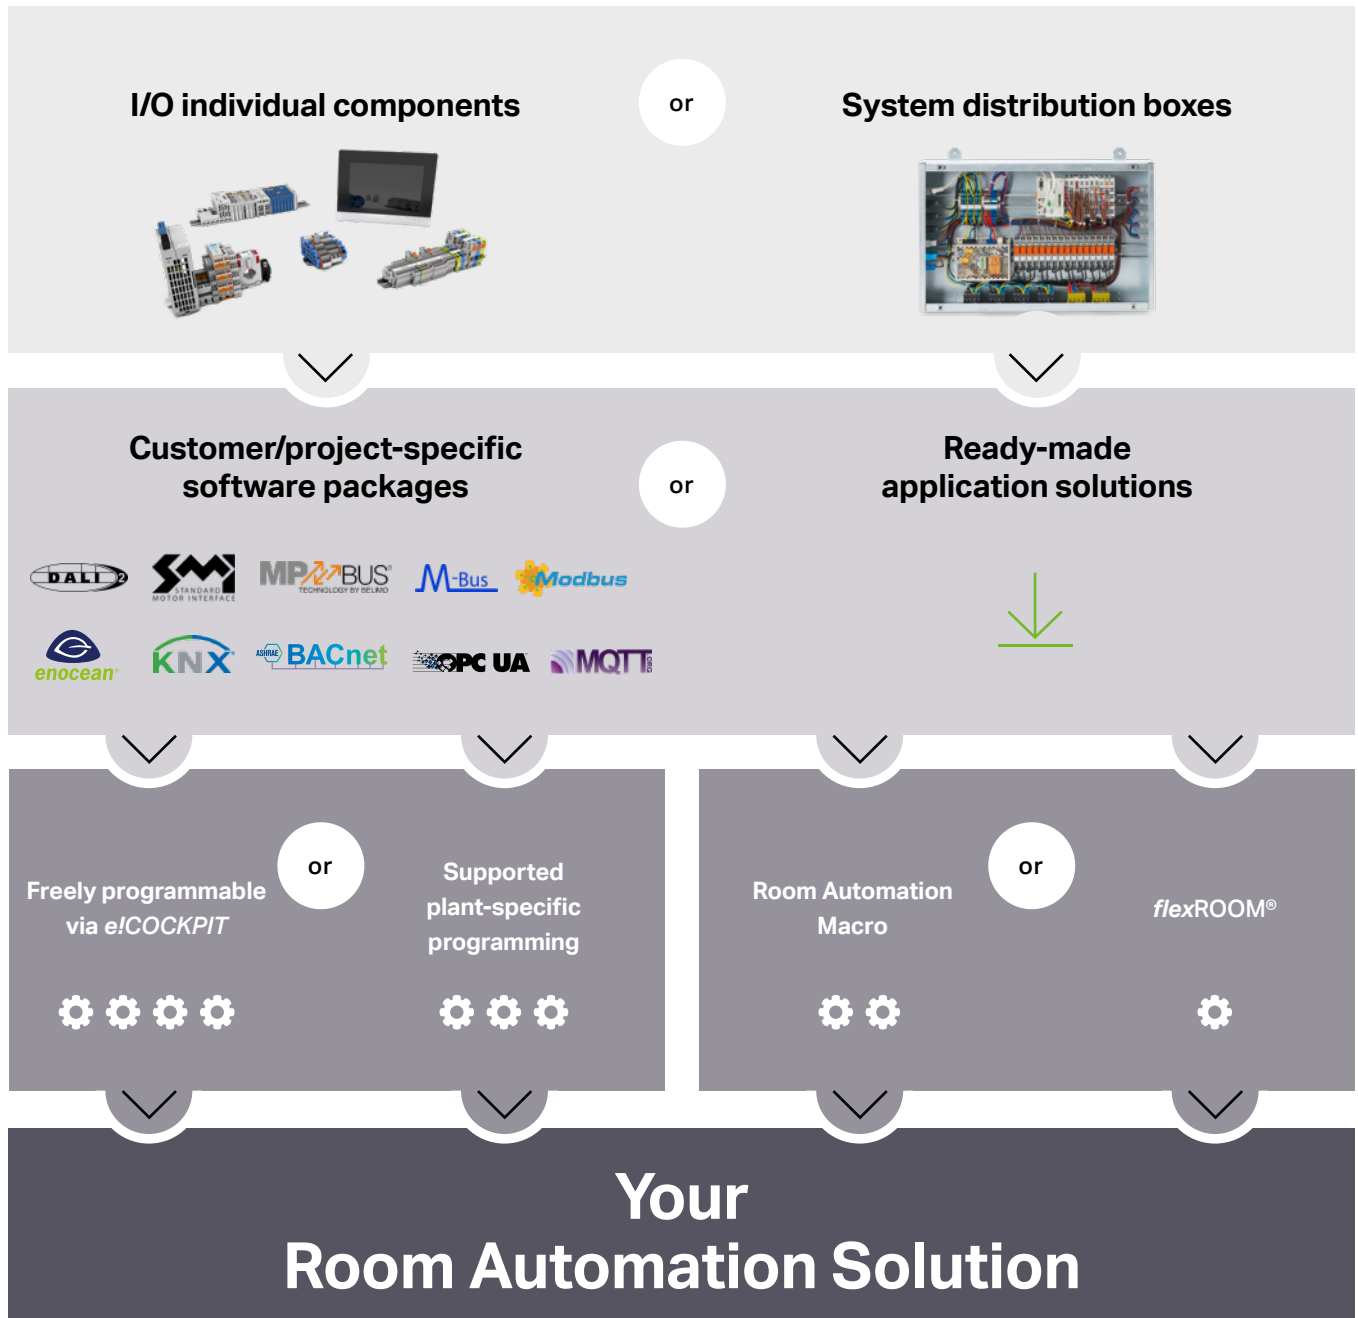 I/O individual components
or
System distribution boxes
Customer/project-specific
software packages
or
Ready-made
application solutions
DALI 2
SMI
STANDARD
MOTOR INTERFACE
MP BUS®
TECHNOLOGY BY BELIMO
M-Bus
Modbus
enocean®
KNX®
ASHRAE BACnet
OPC UA
MQTT.ORG
Freely programmable
via e!COCKPIT
or
Supported
plant-specific
programming
Room Automation
Macro
or
flexROOM®
Your
Room Automation Solution